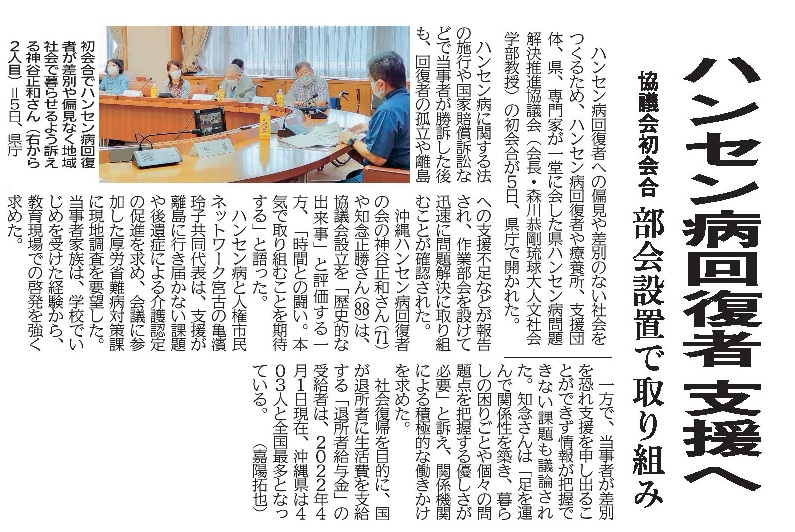 ハンセン病回復者 支援へ
協議会初会合 部会設置で取り組み
ハンセン病回復者への偏見や差別のない社会を
つくるため、ハンセン病回復者や療養所、支援団
体、県、専門家が一堂に会した県ハンセン病問題
解決推進協議会（会長・森川恭剛琉球大人文社会
学部教授）の初会合が5日、県庁で開かれた。
ハンセン病に関する法
の施行や国家賠償訴訟な
どで当事者が勝訴した後
も、回復者の孤立や離島
への支援不足などが報告
され、作業部会を設けて
迅速に問題解決に取り組
むことが確認された。
沖縄ハンセン病回復者
の会の神谷正和さん（71）
や知念正勝さん（88）は、
協議会設立を「歴史的な
出来事」と評価する一
方、「時間との闘い。本
気で取り組むことを期待
する」と語った。
ハンセン病と人権市民
ネットワーク宮古の亀濱
玲子共同代表は、支援が
離島に行き届かない課題
や後遺症による介護認定
の促進を求め、会議に参
加した厚労省難病対策課
に現地調査を要望した。
当事者家族は、学校でい
じめを受けた経験から、
教育現場での啓発を強く
求めた。
一方で、当事者が差別
を恐れ支援を申し出るこ
とができず情報が把握で
きない課題も議論され
た。知念さんは「足を運
んで関係性を築き、暮ら
しの困りごとや個々の問
題点を把握する優しさが
必要」と訴え、関係機関
による積極的な働きかけ
を求めた。
社会復帰を目的に、国
が退所者に生活費を支給
する「退所者給与金」の
受給者は、2022年4
月1日現在、沖縄県は4
03人と全国最多となっ
ている。（嘉陽拓也）
初会合でハンセン病回復
者が差別や偏見なく地域
社会で暮らせるよう訴え
る神谷正和さん（右から
2人目）＝5日、県庁